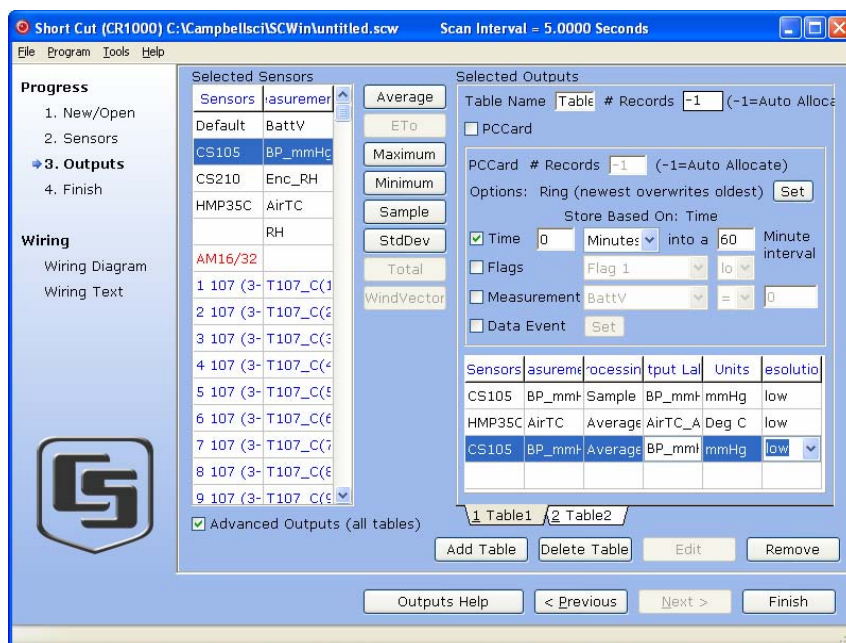 Short Cut (CR1000) C:\Campbellsci\SCWin\untitled.scw Scan Interval = 5.0000 Seconds
File Program Tools Help
Progress
1. New/Open
2. Sensors
3. Outputs
4. Finish
Wiring
Wiring Diagram
Wiring Text
Selected Sensors
Sensors easuremen
Default BattV
CS105 BP_mmHg
CS210 Enc_RH
HMP35C AirTC
RH
AM16/32
1 107 (3- T107_C(1
2 107 (3- T107_C(2
3 107 (3- T107_C(3
4 107 (3- T107_C(4
5 107 (3- T107_C(5
6 107 (3- T107_C(6
7 107 (3- T107_C(7
8 107 (3- T107_C(8
9 107 (3- T107_C(9
Advanced Outputs (all tables)
Average
ETo
Maximum
Minimum
Sample
StdDev
Total
WindVector
Selected Outputs
Table Name Table # Records -1 (-1=Auto Alloca
PCCard
PCCard # Records -1 (-1=Auto Allocate)
Options: Ring (newest overwrites oldest) Set
Store Based On: Time
Time 0 Minutes into a 60 Minute interval
Flags Flag 1 lo
Measurement BattV = 0
Data Event Set
Sensors easureme rocessin tput Lal Units esolutio
CS105 BP_mmH Sample BP_mmH mmHg low
HMP35C AirTC Average AirTC_A Deg C low
CS105 BP_mmH Average BP_mmH mmHg low
1 Table1 2 Table2
Add Table Delete Table Edit Remove
Outputs Help < Previous Next > Finish